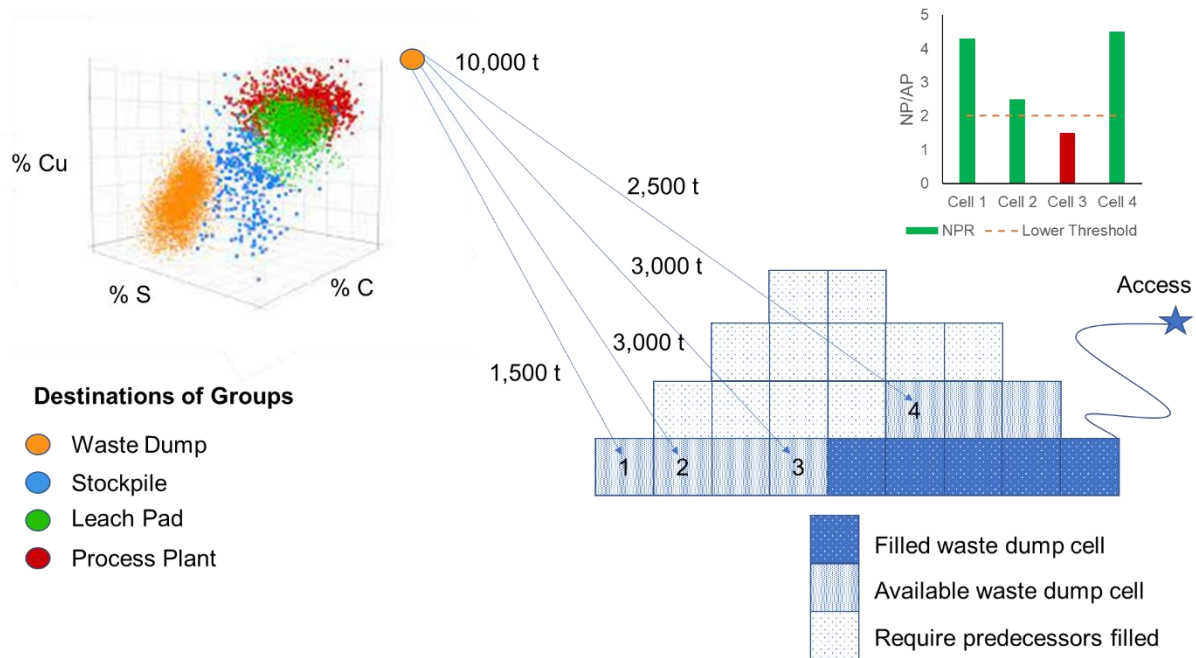 % Cu
% S
% C
Destinations of Groups
Waste Dump
Stockpile
Leach Pad
Process Plant
10,000 t
2,500 t
3,000 t
3,000 t
1,500 t
NP/AP
5
4
3
2
1
0
Cell 1 Cell 2 Cell 3 Cell 4
NPR Lower Threshold
Access
4
1 2 3
Filled waste dump cell
Available waste dump cell
Require predecessors filled